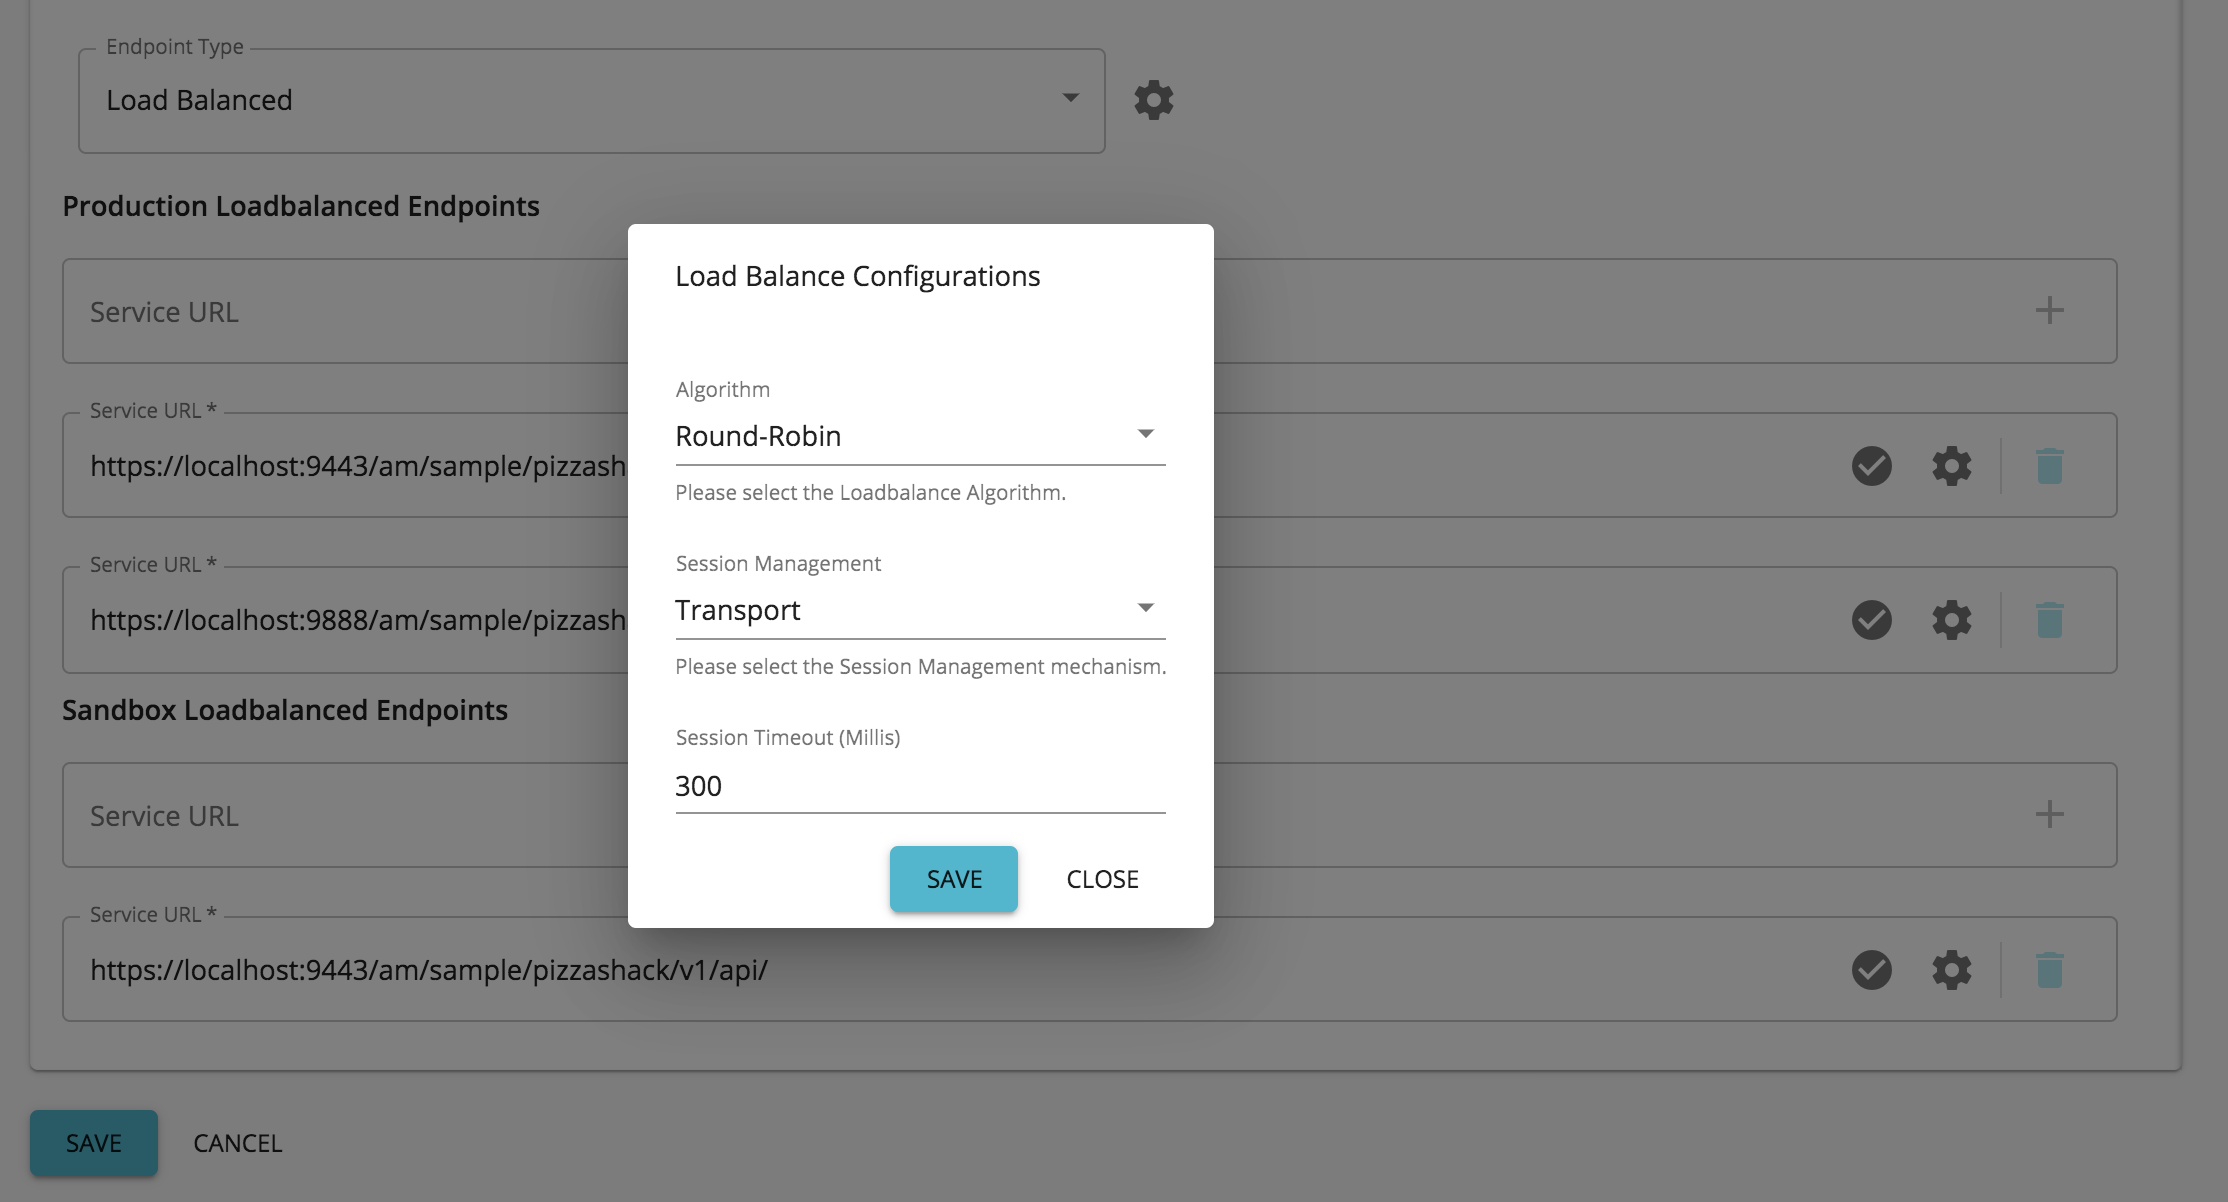 Endpoint Type
Load Balanced
Production Loadbalanced Endpoints
Service URL
Service URL *
https://localhost:9443/am/sample/pizzash
Service URL *
https://localhost:9888/am/sample/pizzash
Sandbox Loadbalanced Endpoints
Service URL
Service URL *
https://localhost:9443/am/sample/pizzashack/v1/api/
SAVE CANCEL
Load Balance Configurations
Algorithm
Round-Robin
Please select the Loadbalance Algorithm.
Session Management
Transport
Please select the Session Management mechanism.
Session Timeout (Millis)
300
SAVE CLOSE